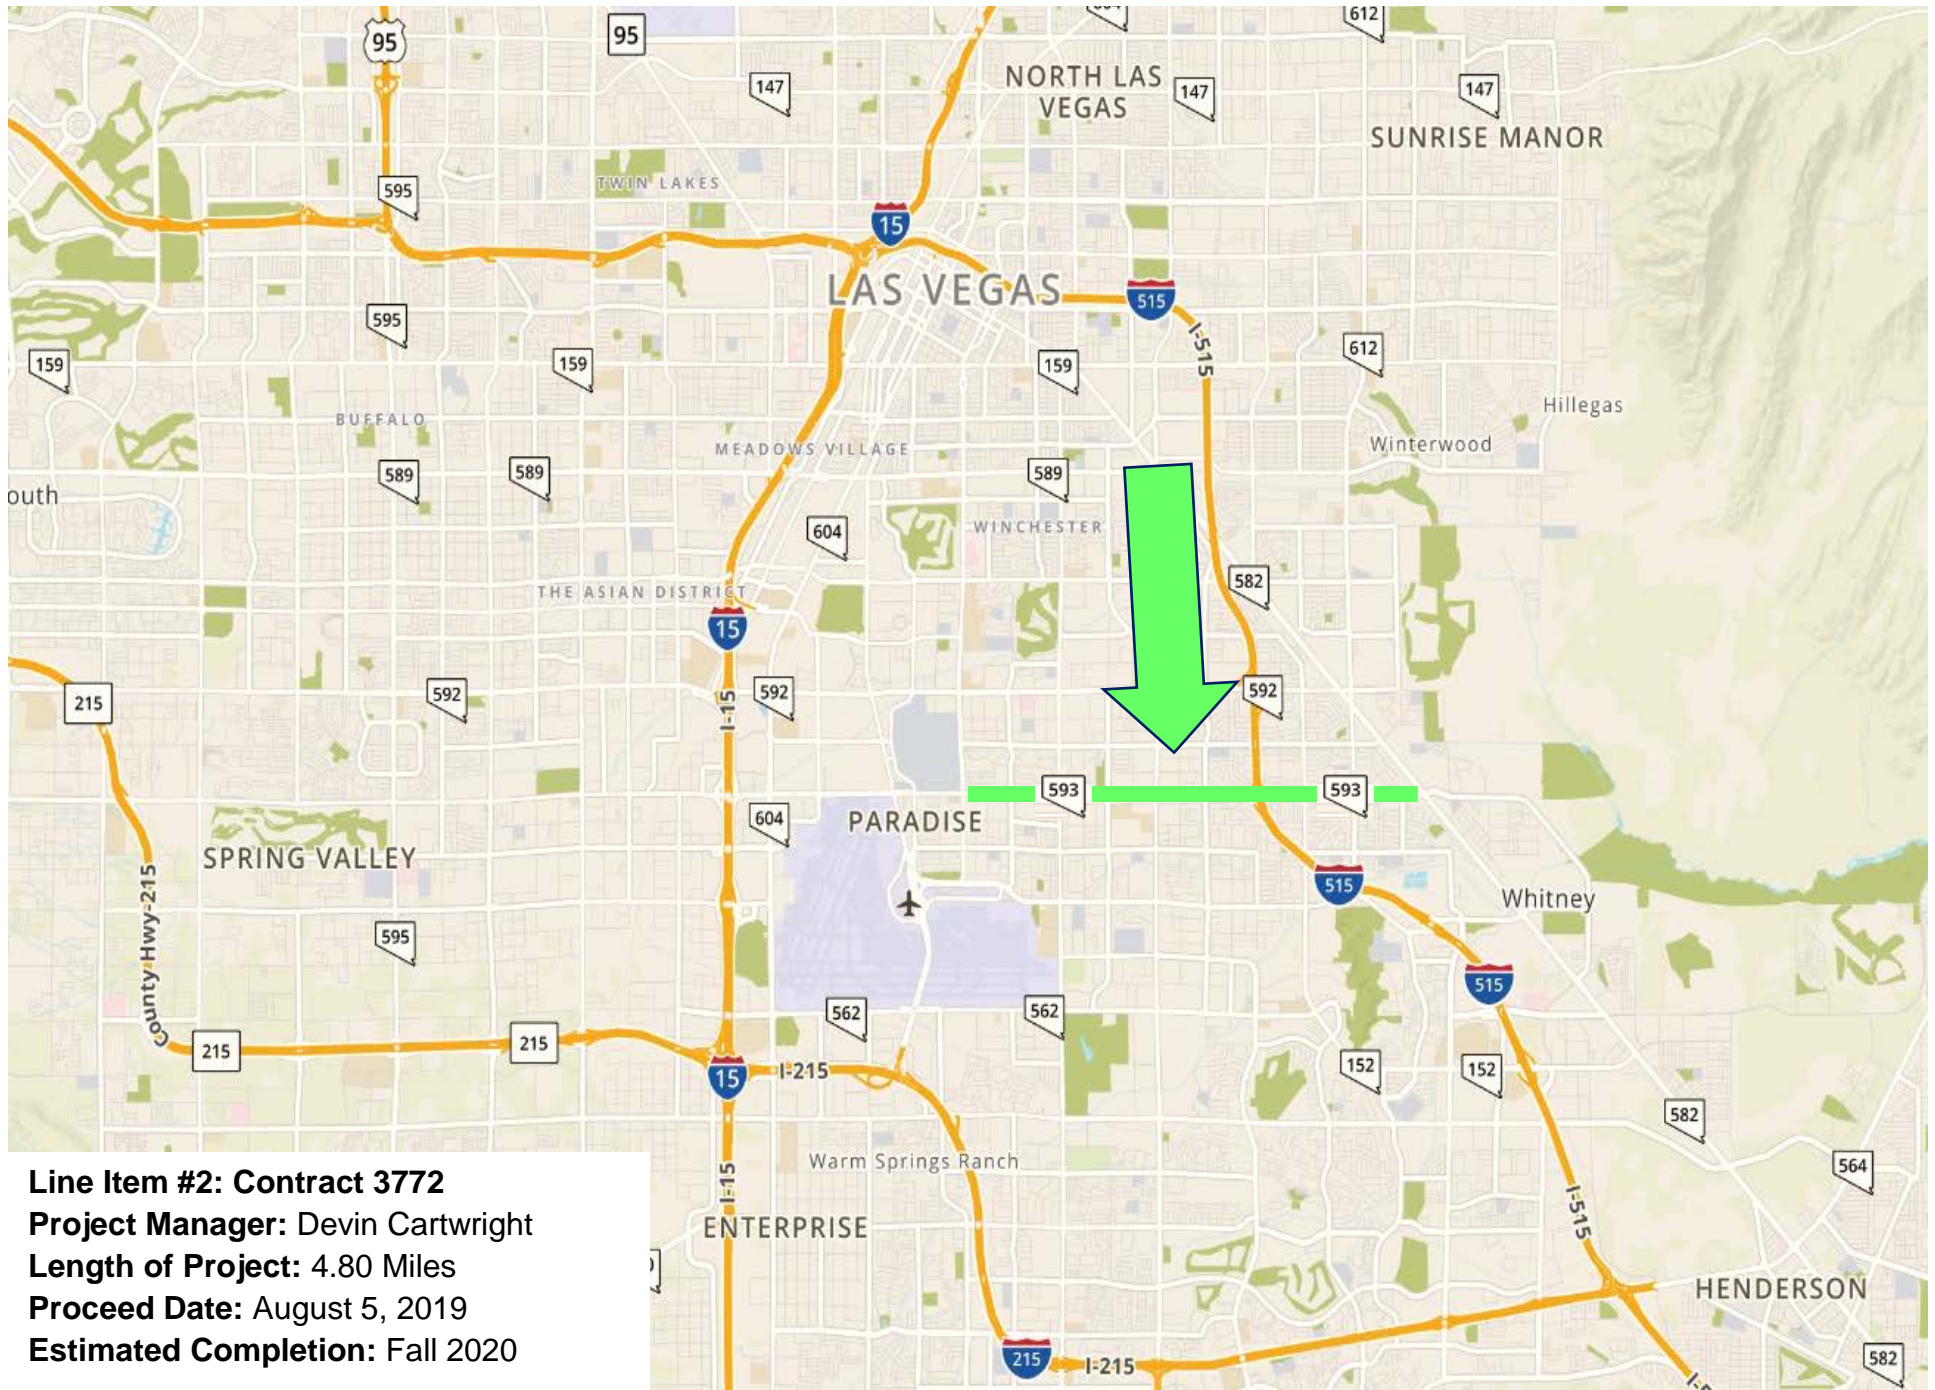 95
95
612
147
NORTH LAS
VEGAS
147
147
SUNRISE MANOR
595
TWIN LAKES
15
LAS VEGAS
515
I-515
595
159
159
159
612
Hillegas
BUFFALO
MEADOWS VILLAGE
Winterwood
589
589
589
outh
604
WINCHESTER
THE ASIAN DISTRICT
582
15
215
592
I-15
592
592
593
593
604
PARADISE
SPRING VALLEY
515
Whitney
County Hwy-215
595
515
562
562
215
215
15
I-215
152
152
582
Warm Springs Ranch
564
I-15
ENTERPRISE
I-515
HENDERSON
215
I-215
582
Line Item #2: Contract 3772
Project Manager: Devin Cartwright
Length of Project: 4.80 Miles
Proceed Date: August 5, 2019
Estimated Completion: Fall 2020